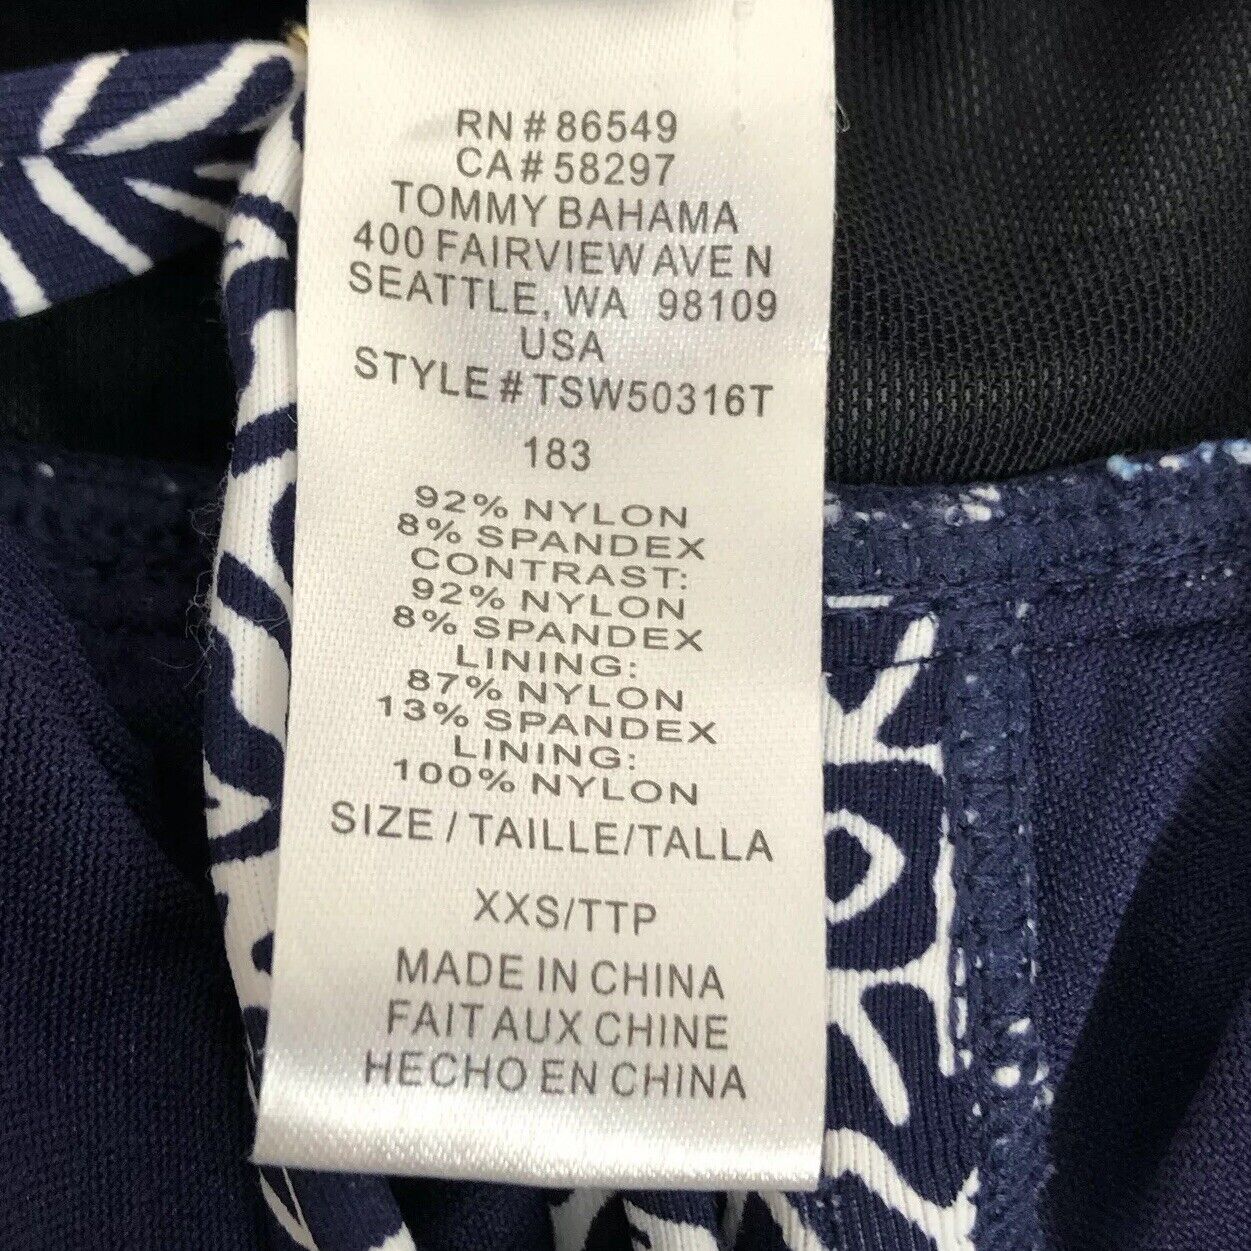 RN # 86549
CA # 58297
TOMMY BAHAMA
400 FAIRVIEW AVE N
SEATTLE, WA 98109
USA
STYLE # TSW50316T
183
92% NYLON
8% SPANDEX
CONTRAST:
92% NYLON
8% SPANDEX
LINING:
87% NYLON
13% SPANDEX
LINING:
100% NYLON
SIZE / TAILLE/TALLA
XXS/TTP
MADE IN CHINA
FAIT AUX CHINE
HECHO EN CHINA